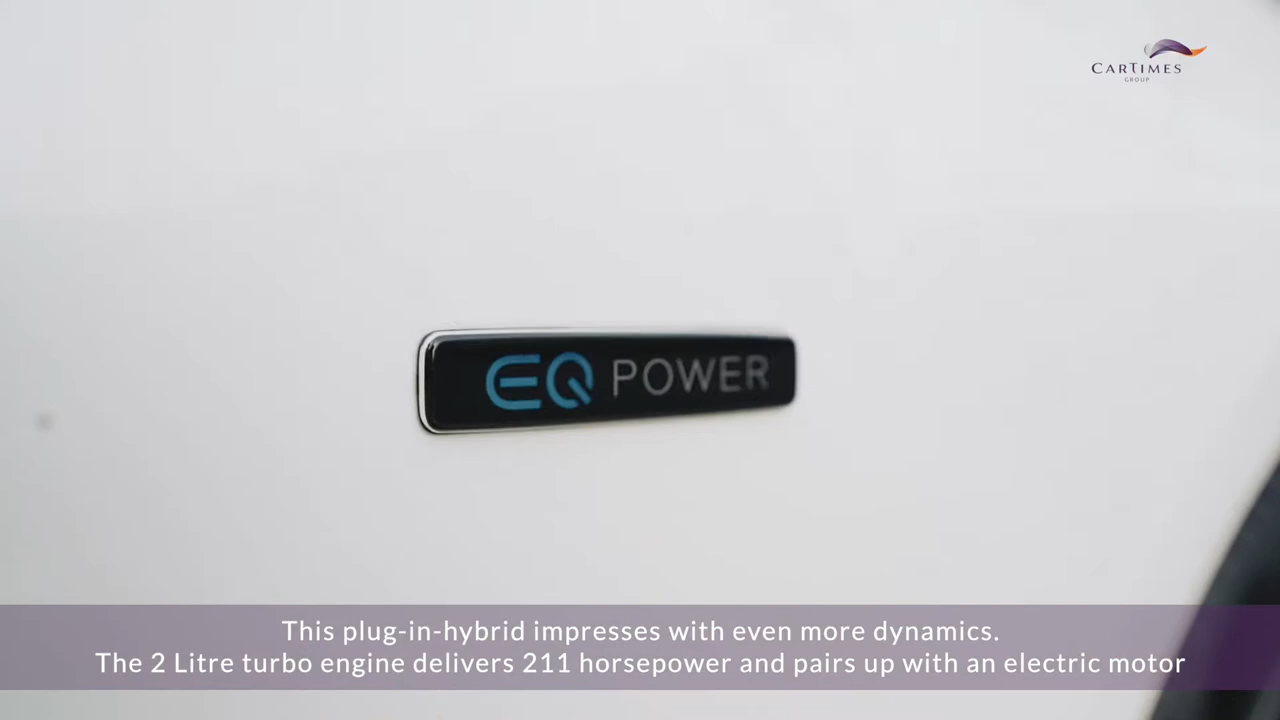 CARTIMES
GROUP
EQ POWER
This plug-in-hybrid impresses with even more dynamics.
The 2 Litre turbo engine delivers 211 horsepower and pairs up with an electric motor